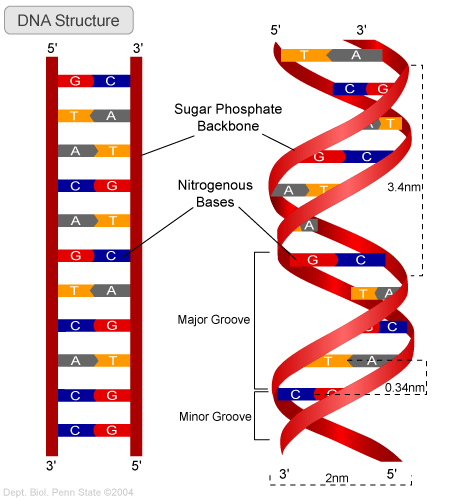 DNA Structure
5' 3'
G C
T A
A T
C G
A T
G C
T A
C G
A T
C G
C G
3' 5'
Sugar Phosphate
Backbone
Nitrogenous
Bases
Major Groove
Minor Groove
5' 3'
T A
C G
A T
G C
A T
A
G C
T A
G C
T A
C G
3.4nm
0.34nm
3' 5'
2nm
Dept. Biol. Penn State ©2004